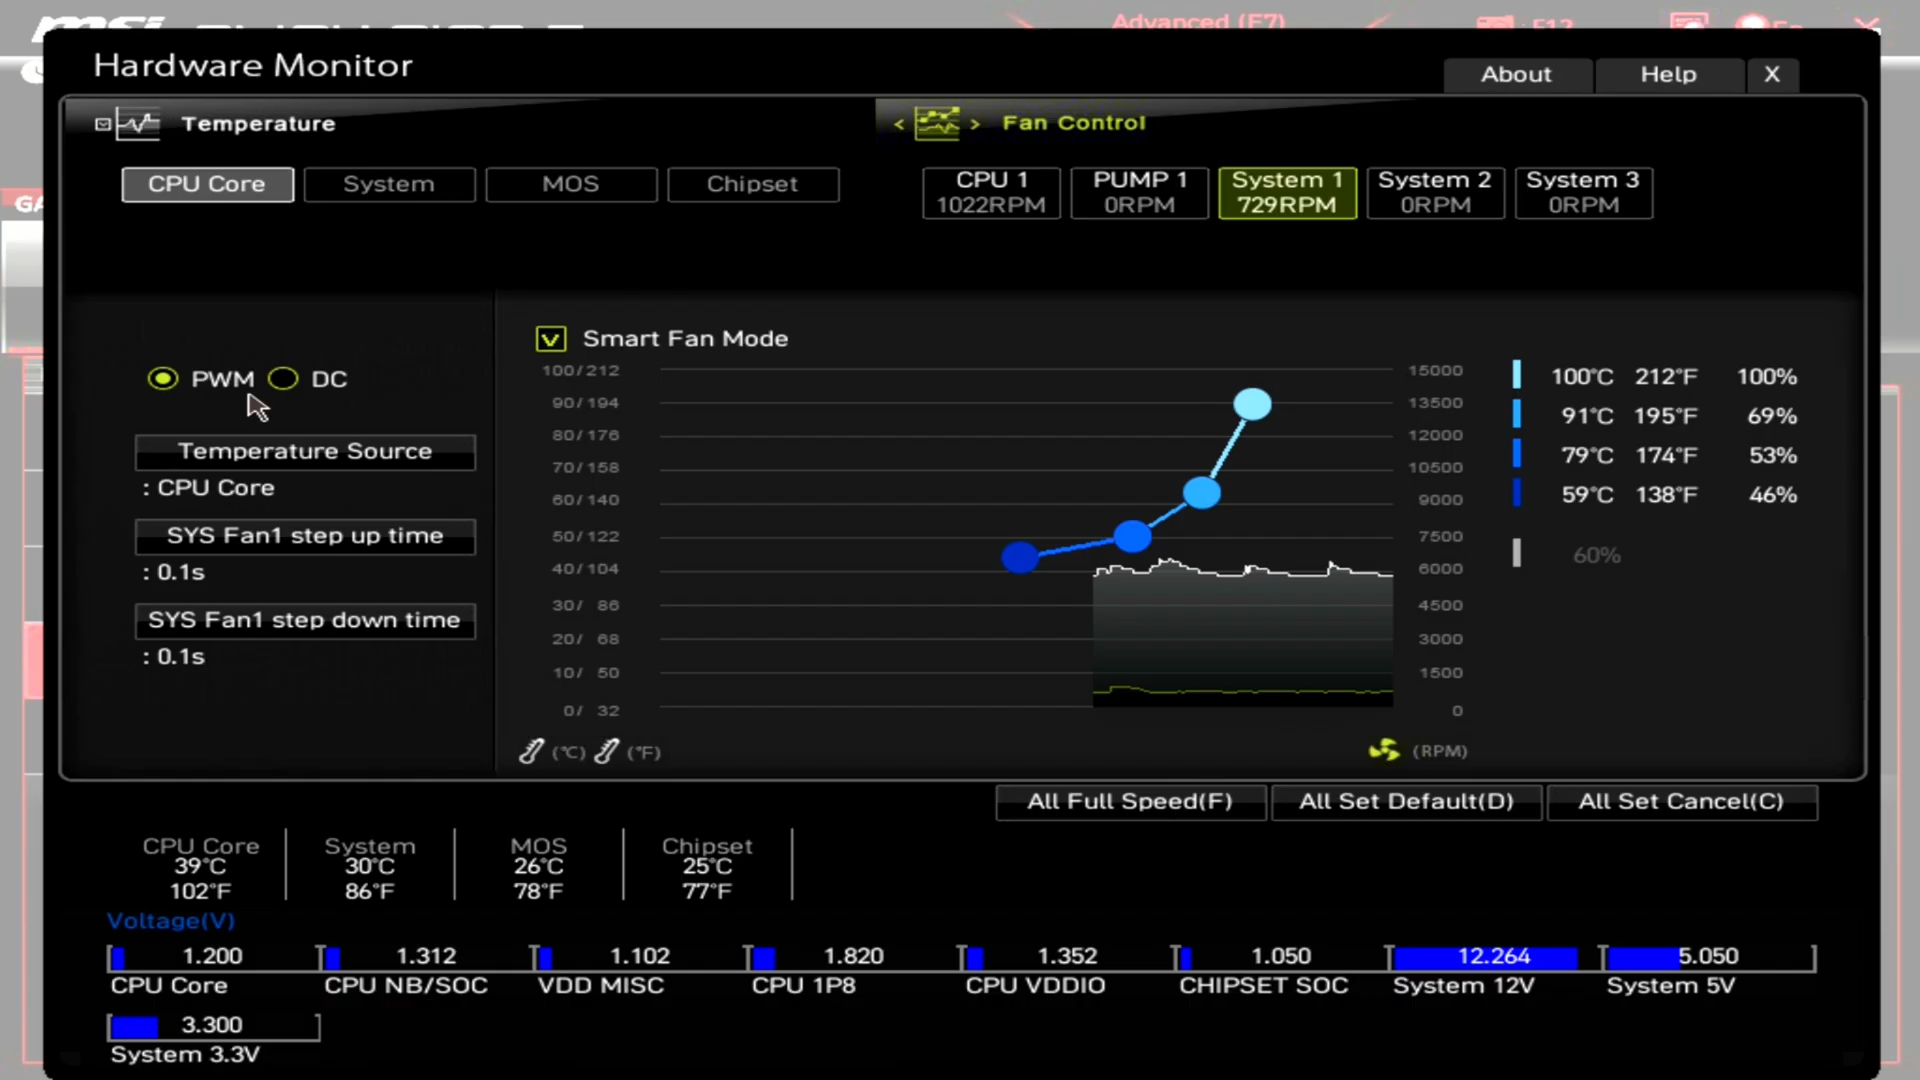 msi
Advanced (F7)
: F12
En
X
Hardware Monitor
About
Help
X
Temperature
< > Fan Control
CPU Core
System
MOS
Chipset
CPU 1
1022RPM
PUMP 1
0RPM
System 1
729RPM
System 2
0RPM
System 3
0RPM
GA
PWM
DC
Temperature Source
: CPU Core
SYS Fan1 step up time
: 0.1s
SYS Fan1 step down time
: 0.1s
Smart Fan Mode
100/212
90/194
80/176
70/158
60/140
50/122
40/104
30/ 86
20/ 68
10/ 50
0/ 32
15000
13500
12000
10500
9000
7500
6000
4500
3000
1500
0
(°C) (°F)
(RPM)
100°C 212°F 100%
91°C 195°F 69%
79°C 174°F 53%
59°C 138°F 46%
60%
All Full Speed(F)
All Set Default(D)
All Set Cancel(C)
CPU Core
39°C
102°F
System
30°C
86°F
MOS
26°C
78°F
Chipset
25°C
77°F
Voltage(V)
1.200
CPU Core
1.312
CPU NB/SOC
1.102
VDD MISC
1.820
CPU 1P8
1.352
CPU VDDIO
1.050
CHIPSET SOC
12.264
System 12V
5.050
System 5V
3.300
System 3.3V